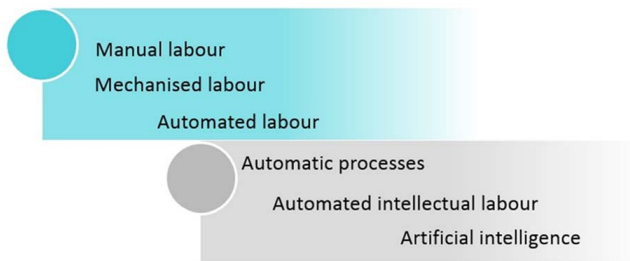 Manual labour
Mechanised labour
Automated labour
Automatic processes
Automated intellectual labour
Artificial intelligence